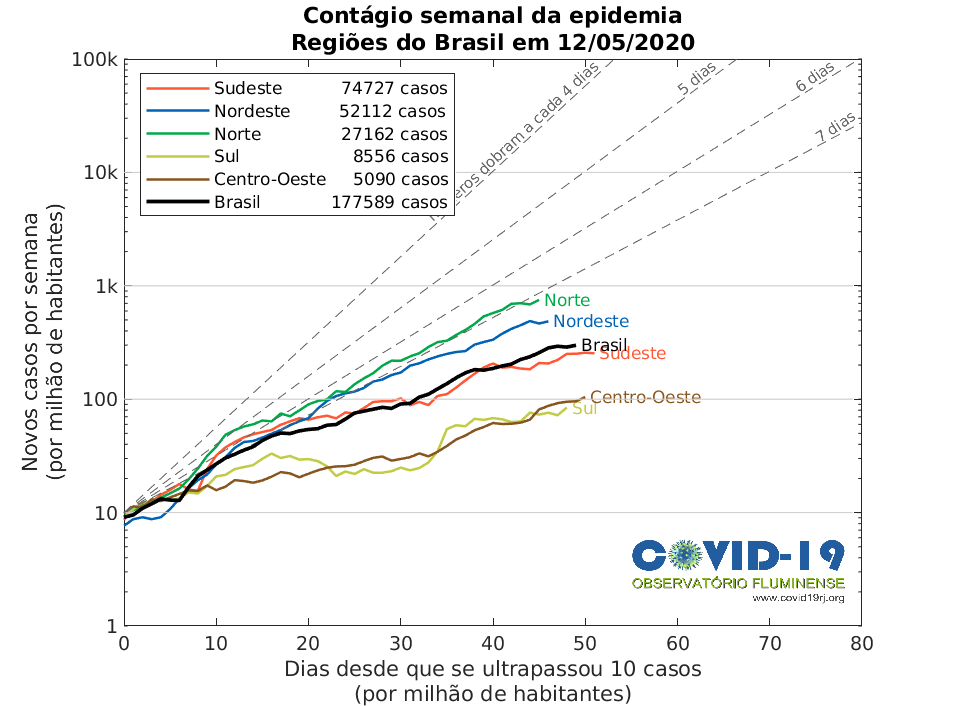 Contágio semanal da epidemia
Regiões do Brasil em 12/05/2020
Novos casos por semana
(por milhão de habitantes)
100k
10k
1k
100
10
1
Sudeste 74727 casos
Nordeste 52112 casos
Norte 27162 casos
Sul 8556 casos
Centro-Oeste 5090 casos
Brasil 177589 casos
dobram a cada 4 dias
5 dias
6 dias
7 dias
Norte
Nordeste
Brasil
Sudeste
Centro-Oeste
Sul
COVID-19
OBSERVATÓRIO FLUMINENSE
www.covid19rj.org
0 10 20 30 40 50 60 70 80
Dias desde que se ultrapassou 10 casos
(por milhão de habitantes)